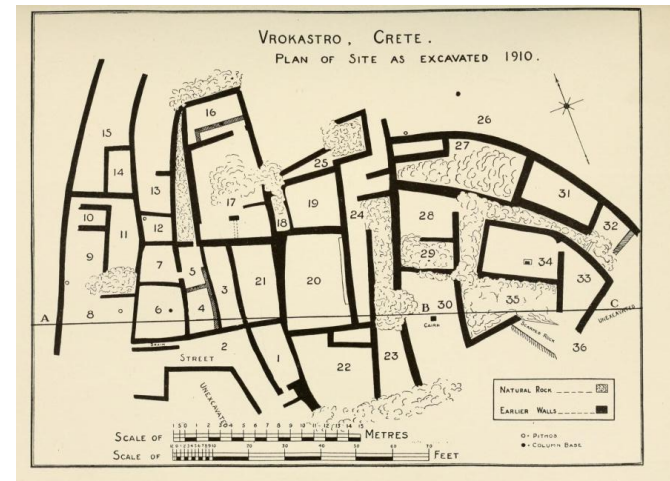 VROKASTRO, CRETE.
PLAN OF SITE AS EXCAVATED 1910.
26
16
15
27
25
14
31
13
17
19
10
11
12
18
24
28
32
9
7
5
3
21
20
29
34
33
8
6
4
30
35
A
B
C
CAIRN
UNEXCAVATED
SCARPED ROCK
36
2
STREET
1
22
23
UNEXCAVATED
NATURAL ROCK
EARLIER WALLS
PITHOS
COLUMN BASE
SCALE OF METRES
SCALE OF FEET